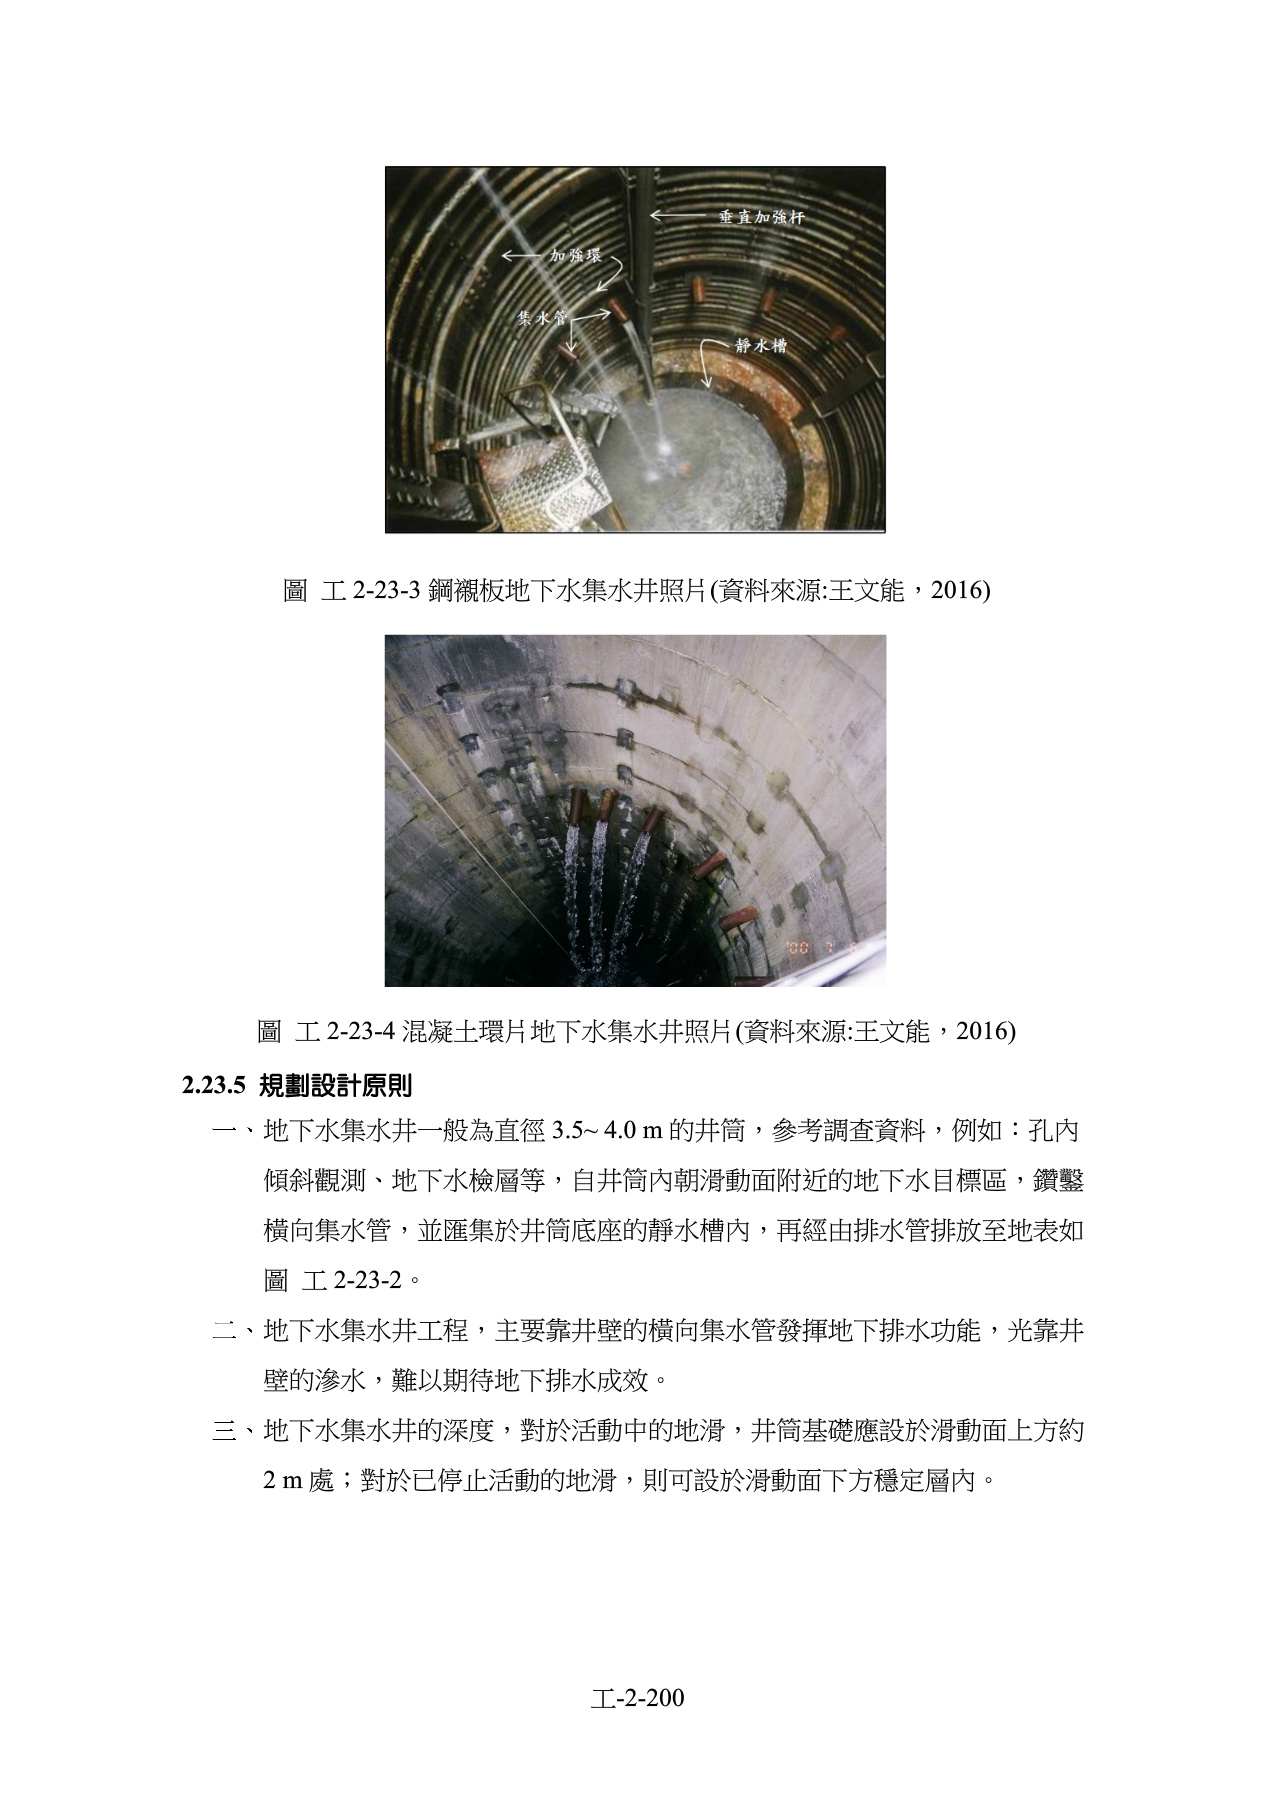 垂直加強杆
加強環
集水管
靜水槽
圖 工 2-23-3 鋼襯板地下水集水井照片(資料來源:王文能，2016)
'00 7
圖 工 2-23-4 混凝土環片地下水集水井照片(資料來源:王文能，2016)
2.23.5 規劃設計原則
一、地下水集水井一般為直徑 3.5~ 4.0 m 的井筒，參考調查資料，例如：孔內
傾斜觀測、地下水檢層等，自井筒內朝滑動面附近的地下水目標區，鑽鑿
橫向集水管，並匯集於井筒底座的靜水槽內，再經由排水管排放至地表如
圖 工 2-23-2。
二、地下水集水井工程，主要靠井壁的橫向集水管發揮地下排水功能，光靠井
壁的滲水，難以期待地下排水成效。
三、地下水集水井的深度，對於活動中的地滑，井筒基礎應設於滑動面上方約
2 m 處；對於已停止活動的地滑，則可設於滑動面下方穩定層內。
工-2-200